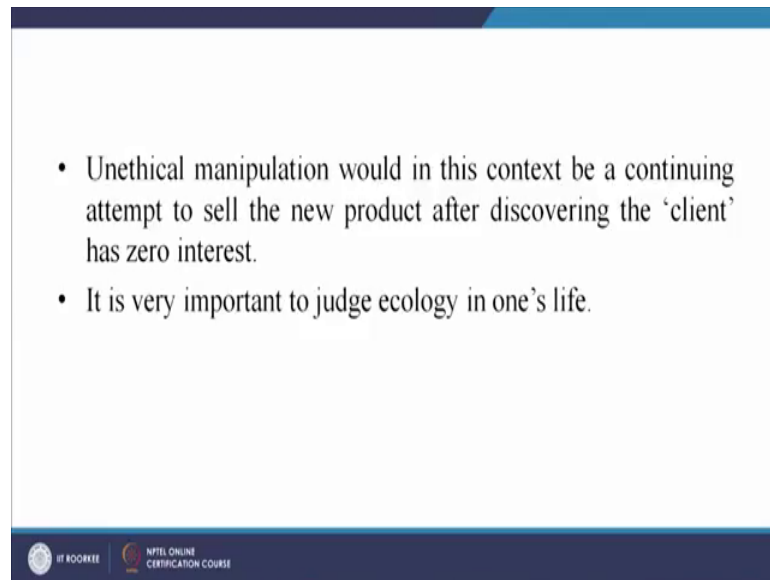 • Unethical manipulation would in this context be a continuing
attempt to sell the new product after discovering the ‘client’
has zero interest.
• It is very important to judge ecology in one’s life.
IIT ROORKEE
NPTEL ONLINE
CERTIFICATION COURSE